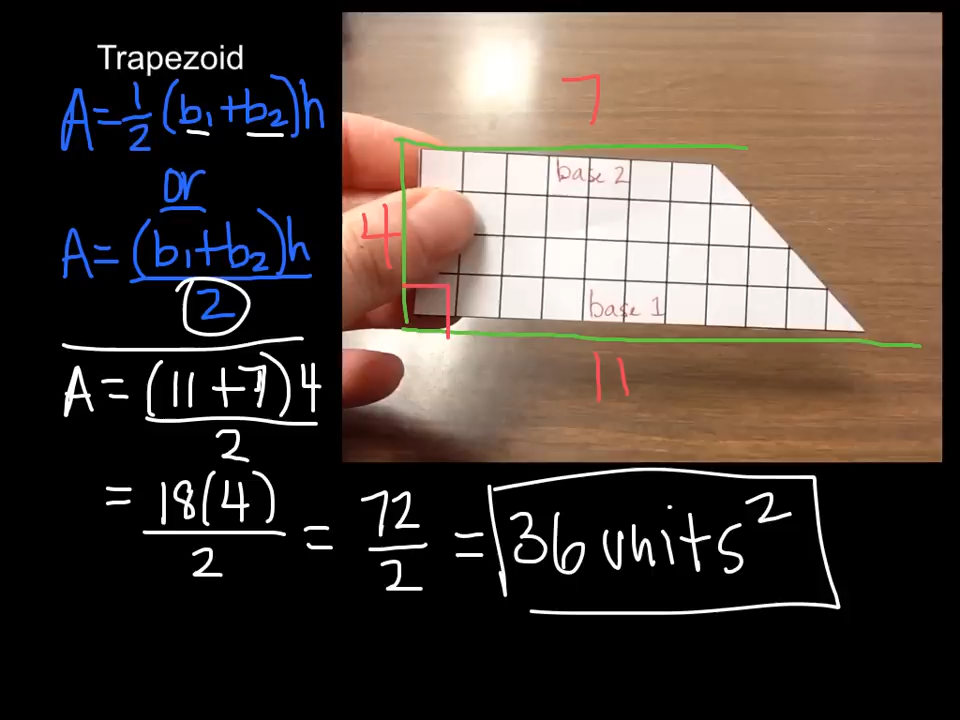 Trapezoid
A = 1/2 (b₁ + b₂)h
or
A = (b₁ + b₂)h / 2
A = (11 + 7)4 / 2
= 18(4) / 2 = 72 / 2 = 36 units²
7
base 2
4
base 1
11